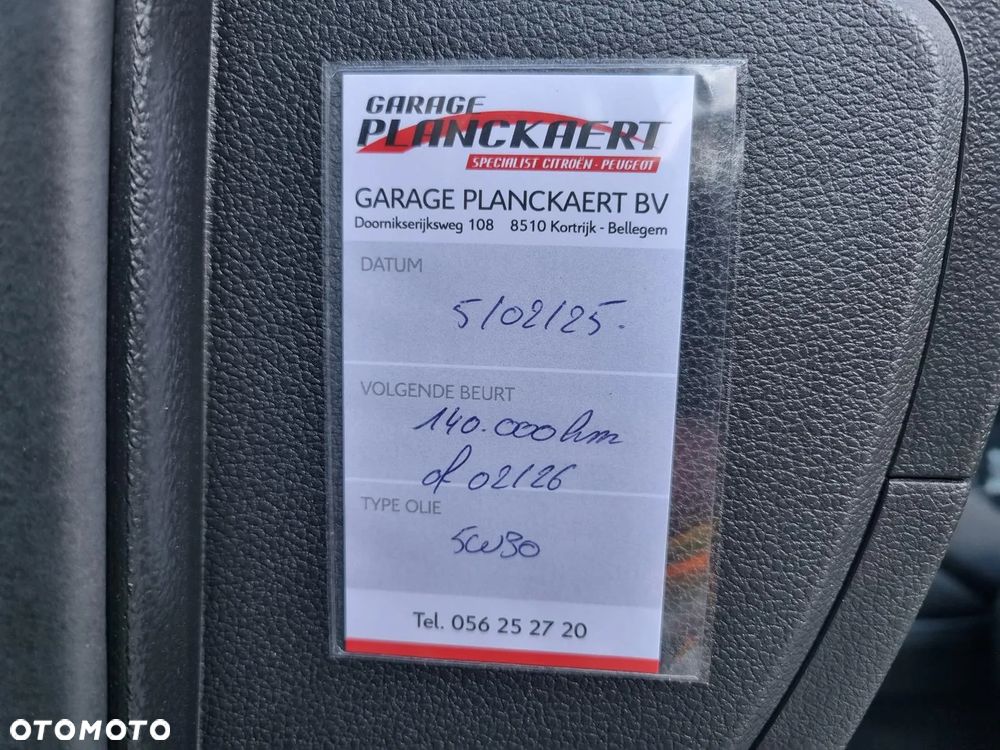 GARAGE
PLANCKAERT
SPECIALIST CITROËN - PEUGEOT
GARAGE PLANCKAERT BV
Doornikserijksweg 108 8510 Kortrijk - Bellegem
DATUM
5/02/25.
VOLGENDE BEURT
140.000km
of 02/26
TYPE OLIE
5W30
Tel. 056 25 27 20
OTOMOTO